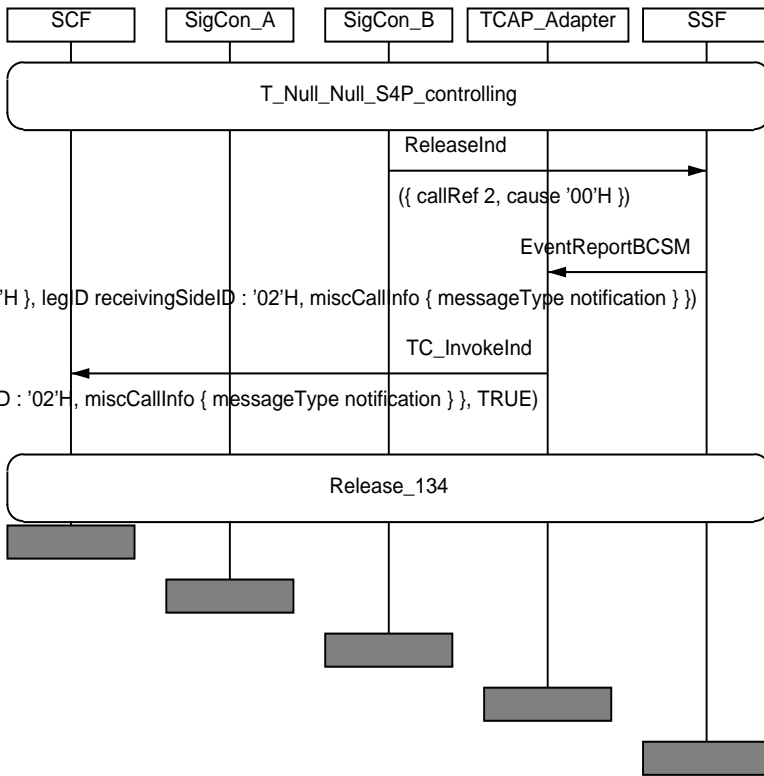 SCF SigCon_A SigCon_B TCAP_Adapter SSF
T_Null_Null_S4P_controlling
ReleaseInd
({ callRef 2, cause '00'H })
EventReportBCSM
'H }, legID receivingSideID : '02'H, miscCallInfo { messageType notification } })
TC_InvokeInd
D : '02'H, miscCallInfo { messageType notification } }, TRUE)
Release_134